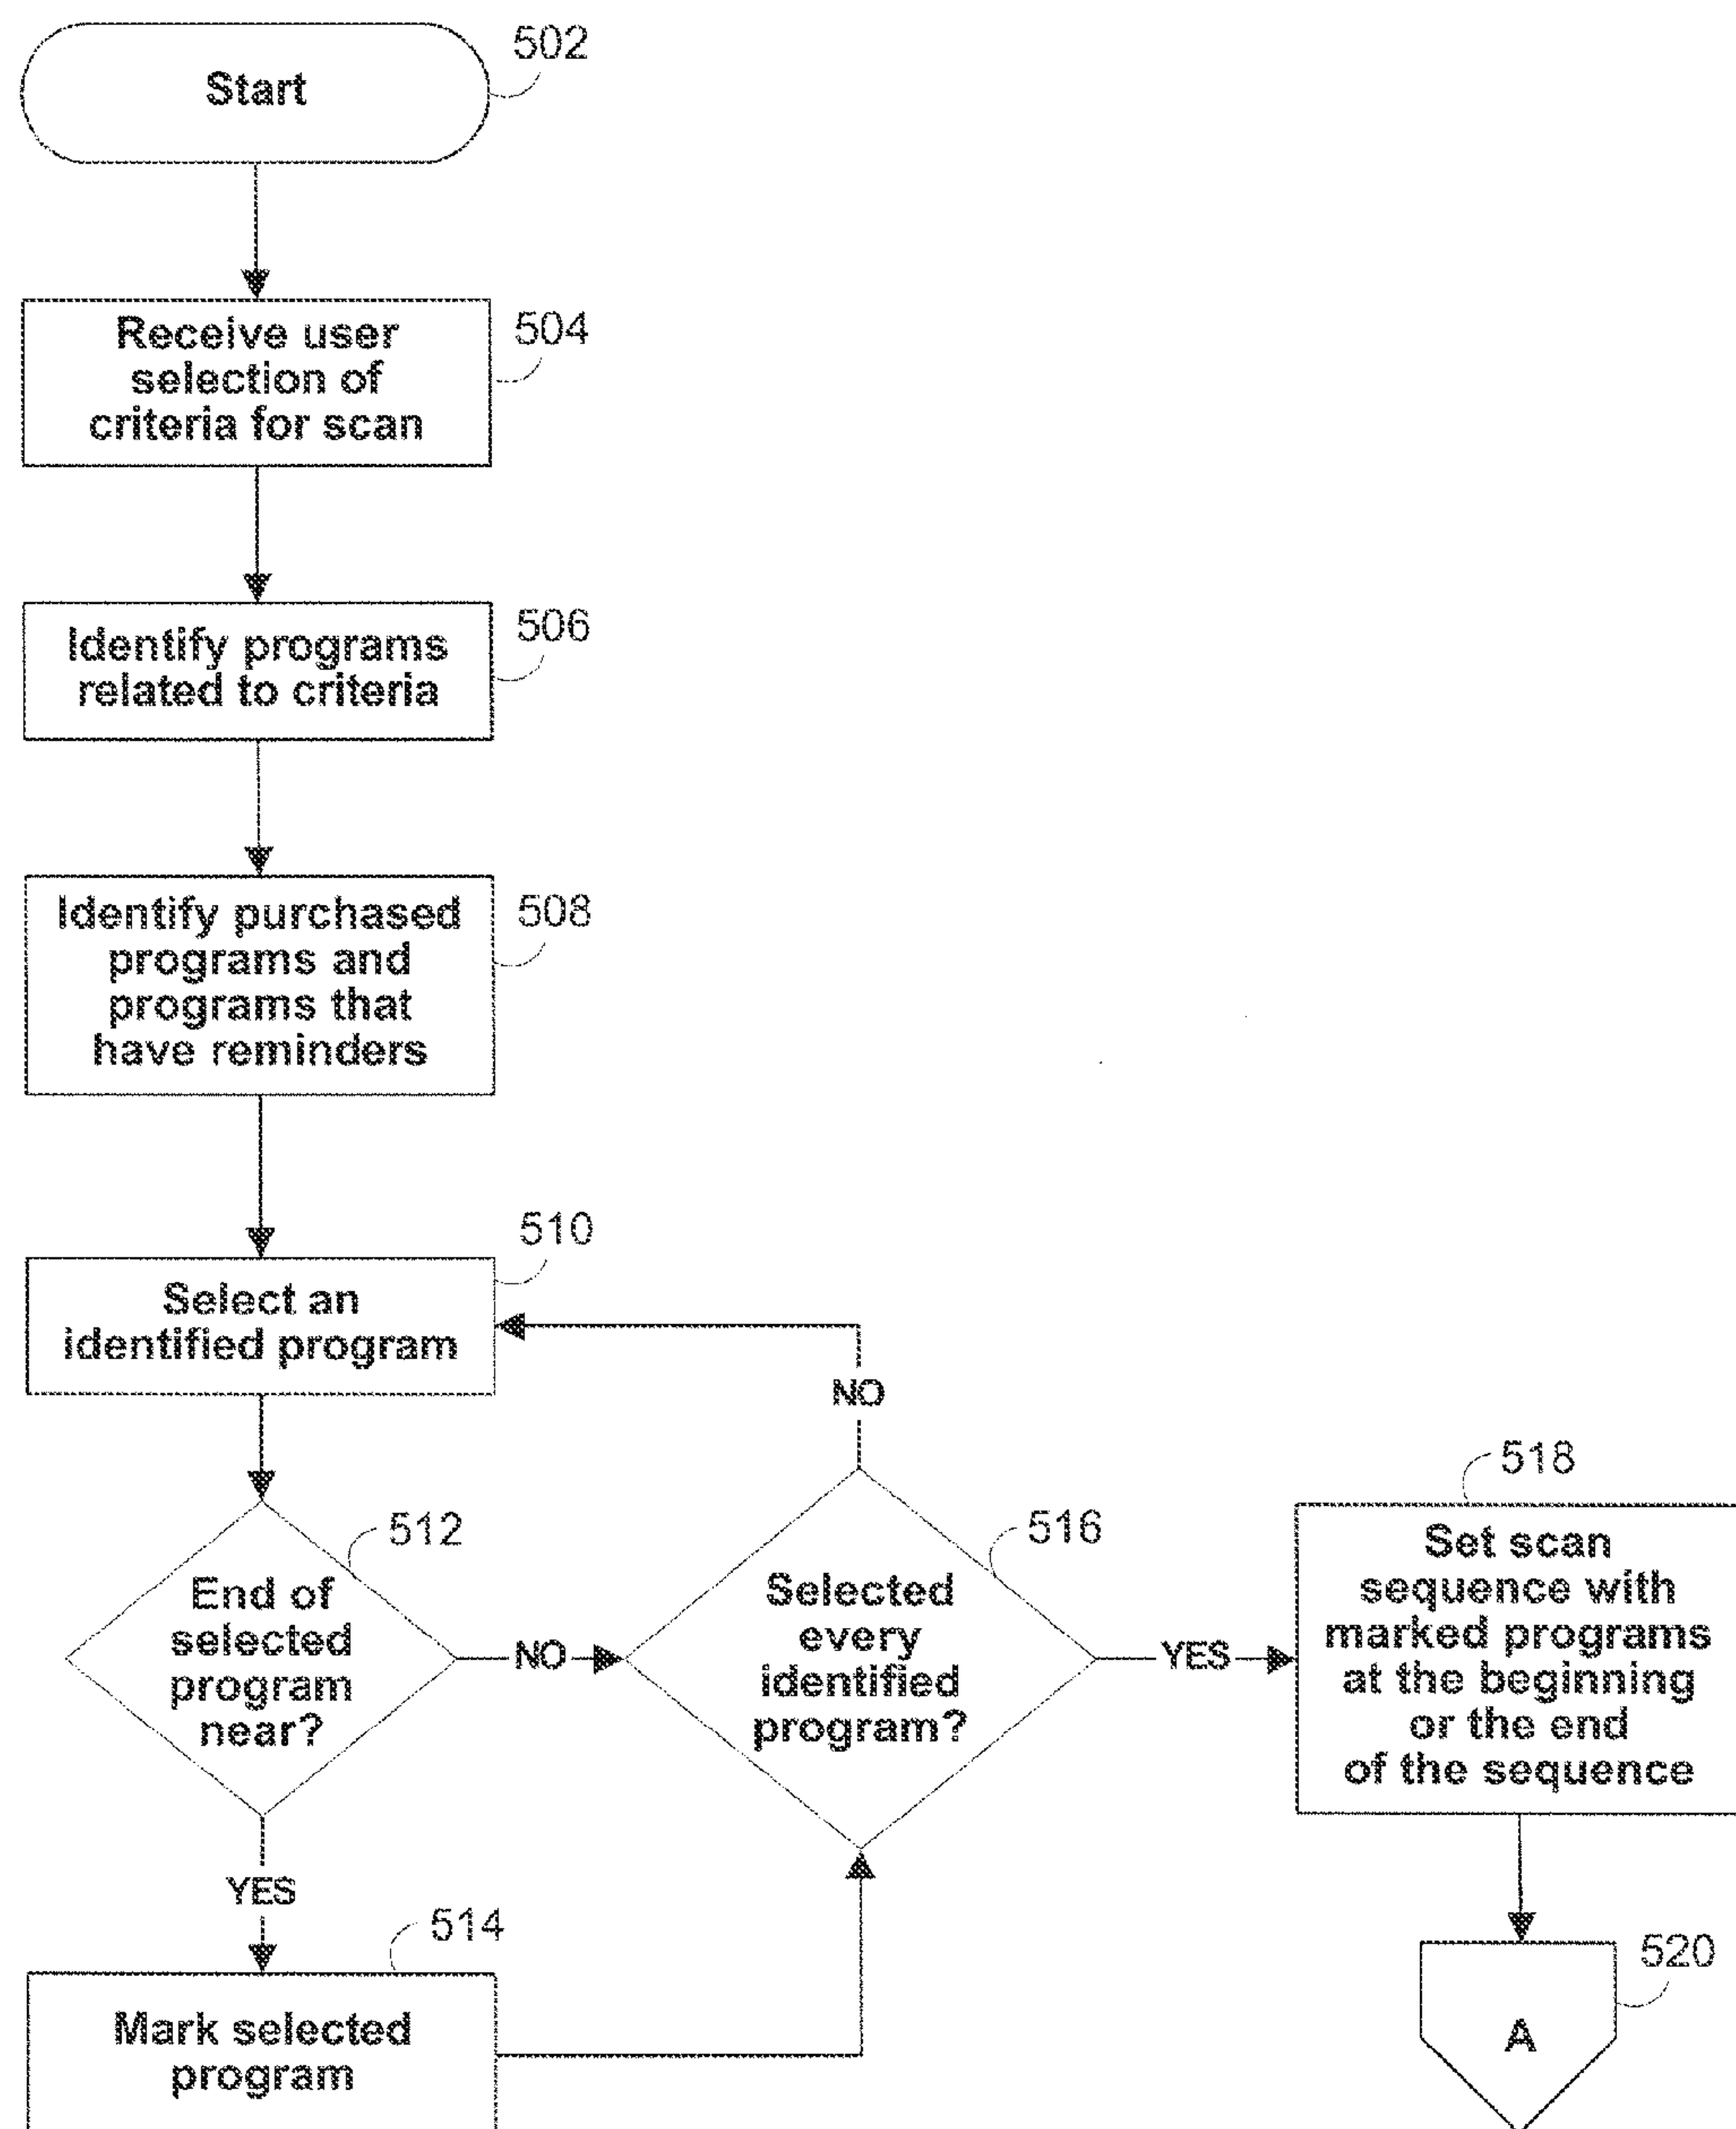 Start
502
Receive user
selection of
criteria for scan
504
Identify programs
related to criteria
506
Identify purchased
programs and
programs that
have reminders
508
Select an
identified program
510
NO
End of
selected
program
near?
512
NO
Selected
every
identified
program?
516
YES
Set scan
sequence with
marked programs
at the beginning
or the end
of the sequence
518
YES
Mark selected
program
514
A
520